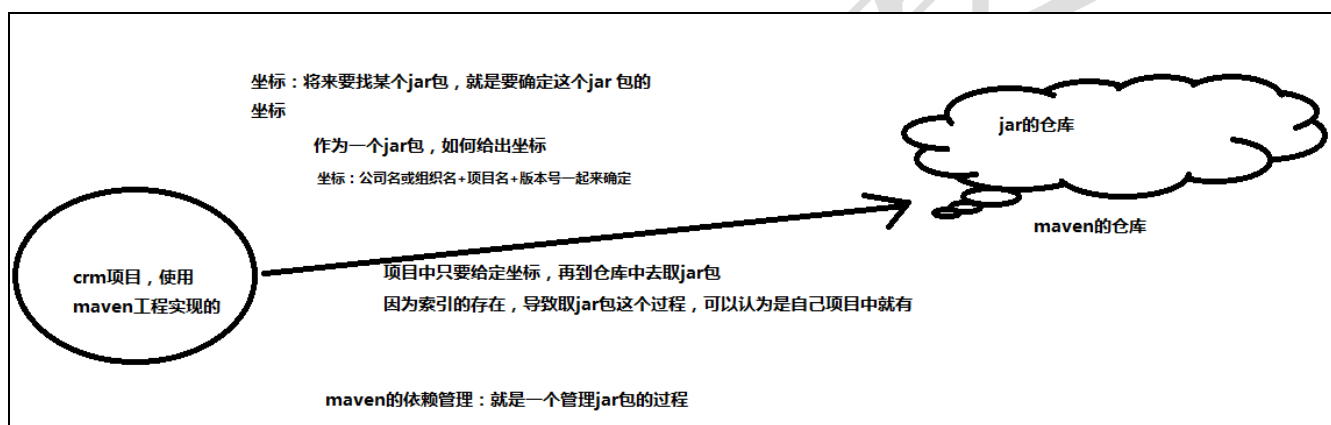 坐标：将来要找某个jar包，就是要确定这个jar 包的
坐标
作为一个jar包，如何给出坐标
坐标：公司名或组织名+项目名+版本号一起来确定
jar的仓库
maven的仓库
crm项目，使用
maven工程实现的
项目中只要给定坐标，再到仓库中去取jar包
因为索引的存在，导致取jar包这个过程，可以认为是自己项目中就有
maven的依赖管理：就是一个管理jar包的过程